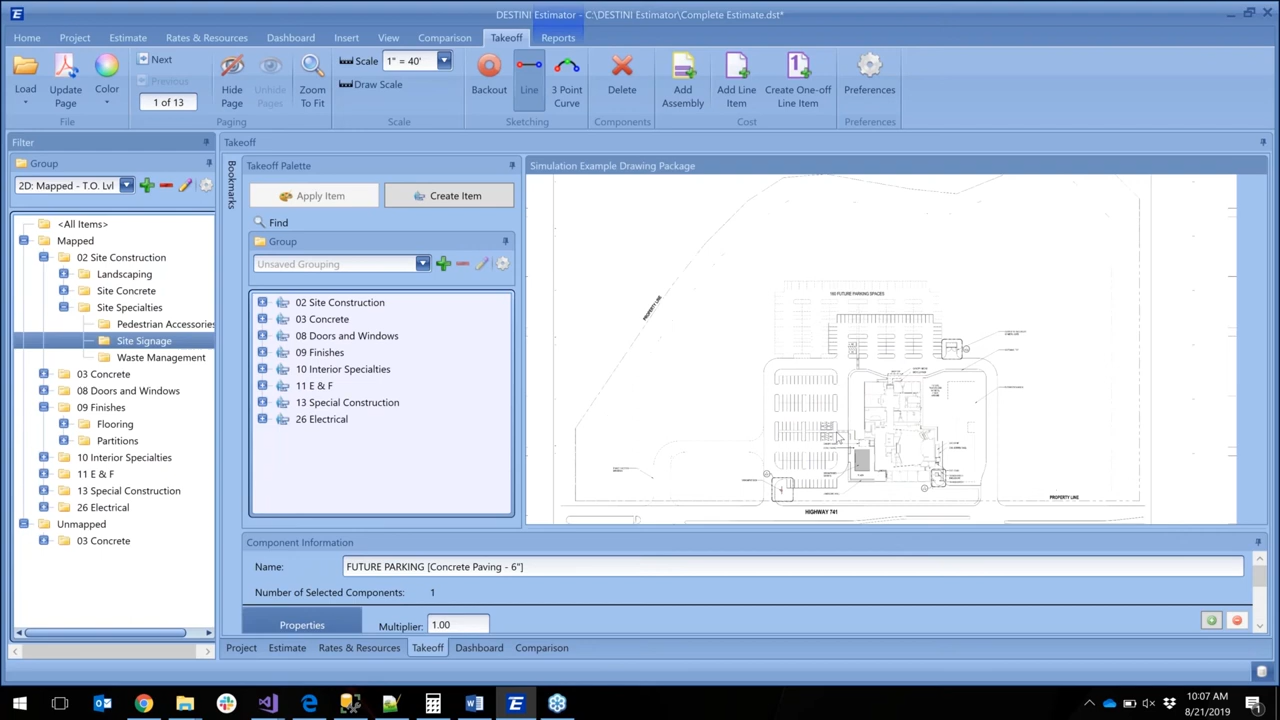 DESTINI Estimator - C:\DESTINI Estimator\Complete Estimate.dst*
Home Project Estimate Rates & Resources Dashboard Insert View Comparison Takeoff Reports
Load
Update Page
Color
Next
Previous
1 of 13
Hide Page
Unhide Pages
Zoom To Fit
Scale 1" = 40'
Draw Scale
Backout
Line
3 Point Curve
Delete
Add Assembly
Add Line Item
Create One-off Line Item
Preferences
File Paging Scale Sketching Components Cost Preferences
Filter
Group
2D: Mapped - T.O. Lvl
<All Items>
Mapped
02 Site Construction
Landscaping
Site Concrete
Site Specialties
Pedestrian Accessories
Site Signage
Waste Management
03 Concrete
08 Doors and Windows
09 Finishes
Flooring
Partitions
10 Interior Specialties
11 E & F
13 Special Construction
26 Electrical
Unmapped
03 Concrete
Takeoff
Bookmarks
Takeoff Palette
Apply Item Create Item
Find
Group
Unsaved Grouping
02 Site Construction
03 Concrete
08 Doors and Windows
09 Finishes
10 Interior Specialties
11 E & F
13 Special Construction
26 Electrical
Simulation Example Drawing Package
PROPERTY LINE
FUTURE PARKING SPACES
PROPERTY LINE
HIGHWAY 741
Component Information
Name: FUTURE PARKING [Concrete Paving - 6"]
Number of Selected Components: 1
Properties Multiplier: 1.00
Project Estimate Rates & Resources Takeoff Dashboard Comparison
10:07 AM
8/21/2019